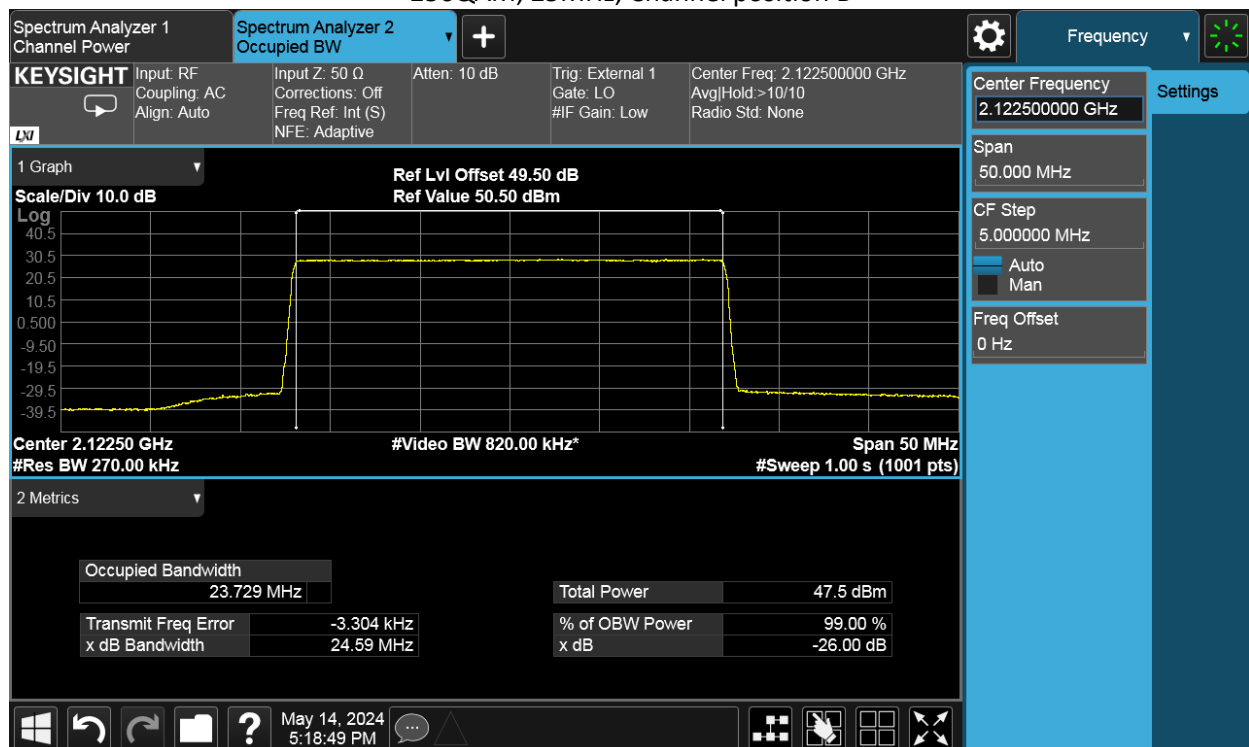 Spectrum Analyzer 1
Channel Power
Spectrum Analyzer 2
Occupied BW
Frequency
KEYSIGHT
LXI
Input: RF
Coupling: AC
Align: Auto
Input Z: 50 Ω
Corrections: Off
Freq Ref: Int (S)
NFE: Adaptive
Atten: 10 dB
Trig: External 1
Gate: LO
#IF Gain: Low
Center Freq: 2.122500000 GHz
Avg|Hold:>10/10
Radio Std: None
Center Frequency
2.122500000 GHz
Settings
Span
50.000 MHz
CF Step
5.000000 MHz
Auto
Man
Freq Offset
0 Hz
1 Graph
Scale/Div 10.0 dB
Ref Lvl Offset 49.50 dB
Ref Value 50.50 dBm
Log
40.5
30.5
20.5
10.5
0.500
-9.50
-19.5
-29.5
-39.5
Center 2.12250 GHz
#Video BW 820.00 kHz*
Span 50 MHz
#Res BW 270.00 kHz
#Sweep 1.00 s (1001 pts)
2 Metrics
Occupied Bandwidth
23.729 MHz
Total Power 47.5 dBm
Transmit Freq Error -3.304 kHz
% of OBW Power 99.00 %
x dB Bandwidth 24.59 MHz
x dB -26.00 dB
?
May 14, 2024
5:18:49 PM